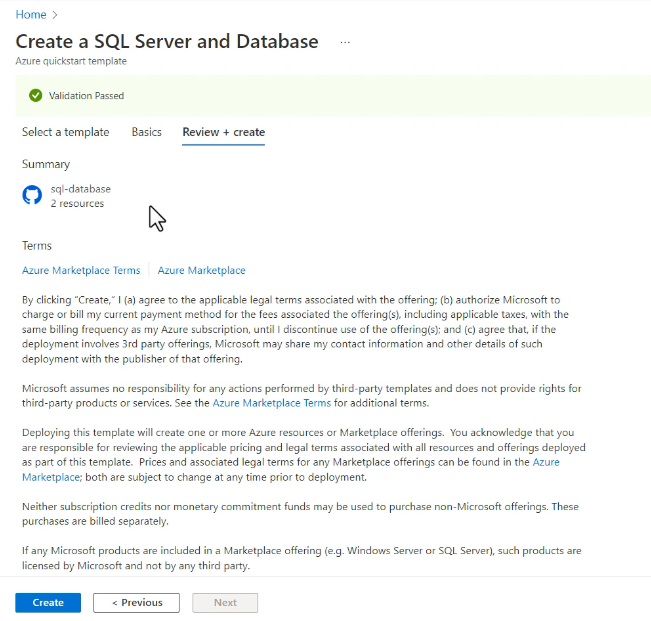 Home >
Create a SQL Server and Database ...
Azure quickstart template
Validation Passed
Select a template Basics Review + create
Summary
sql-database
2 resources
Terms
Azure Marketplace Terms Azure Marketplace
By clicking "Create," I (a) agree to the applicable legal terms associated with the offering; (b) authorize Microsoft to
charge or bill my current payment method for the fees associated the offering(s), including applicable taxes, with the
same billing frequency as my Azure subscription, until I discontinue use of the offering(s); and (c) agree that, if the
deployment involves 3rd party offerings, Microsoft may share my contact information and other details of such
deployment with the publisher of that offering.
Microsoft assumes no responsibility for any actions performed by third-party templates and does not provide rights for
third-party products or services. See the Azure Marketplace Terms for additional terms.
Deploying this template will create one or more Azure resources or Marketplace offerings. You acknowledge that you
are responsible for reviewing the applicable pricing and legal terms associated with all resources and offerings deployed
as part of this template. Prices and associated legal terms for any Marketplace offerings can be found in the Azure
Marketplace; both are subject to change at any time prior to deployment.
Neither subscription credits nor monetary commitment funds may be used to purchase non-Microsoft offerings. These
purchases are billed separately.
If any Microsoft products are included in a Marketplace offering (e.g. Windows Server or SQL Server), such products are
licensed by Microsoft and not by any third party.
Create < Previous Next